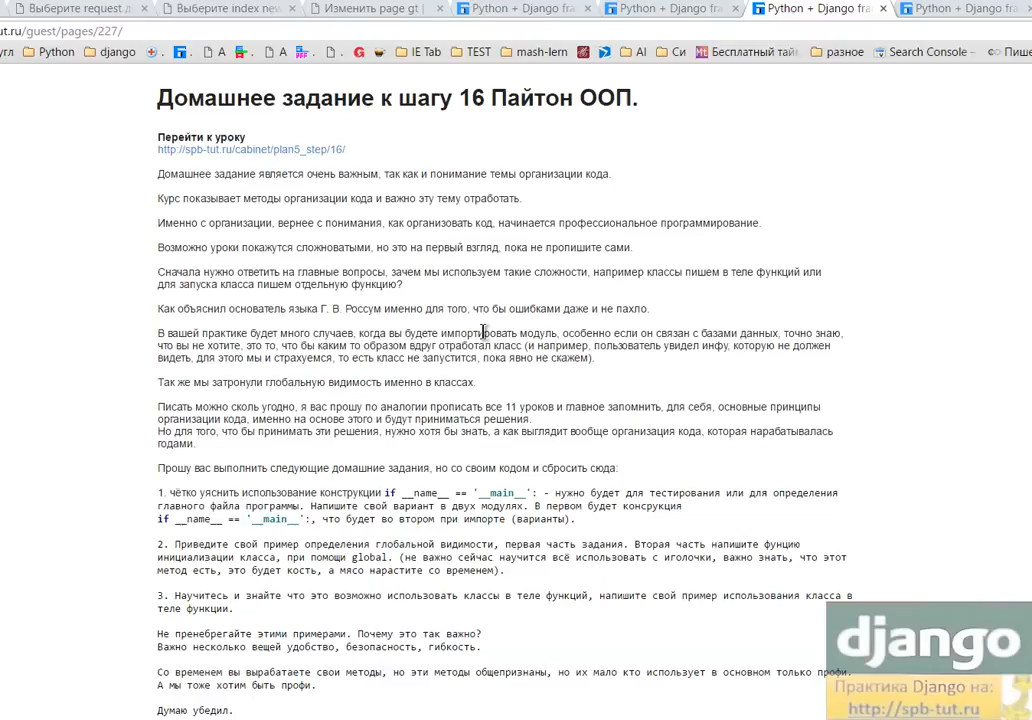 Выберите request д
Выберите index new
Изменить page gt |
Python + Django fra
Python + Django fra
Python + Django fra
Python + Django fra
ut.ru/guest/pages/227/
угл
Python
django
A
A
IE Tab
TEST
mash-lern
AI
Си
Бесплатный тай
разное
Search Console –
Пише
Домашнее задание к шагу 16 Пайтон ООП.
Перейти к уроку
http://spb-tut.ru/cabinet/plan5_step/16/
Домашнее задание является очень важным, так как и понимание темы организации кода.
Курс показывает методы организации кода и важно эту тему отработать.
Именно с организации, вернее с понимания, как организовать код, начинается профессиональное программирование.
Возможно уроки покажутся сложноватыми, но это на первый взгляд, пока не пропишите сами.
Сначала нужно ответить на главные вопросы, зачем мы используем такие сложности, например классы пишем в теле функций или
для запуска класса пишем отдельную функцию?
Как объяснил основатель языка Г. В. Россум именно для того, что бы ошибками даже и не пахло.
В вашей практике будет много случаев, когда вы будете импортировать модуль, особенно если он связан с базами данных, точно знаю,
что вы не хотите, это то, что бы каким то образом вдруг отработал класс (и например, пользователь увидел инфу, которую не должен
видеть, для этого мы и страхуемся, то есть класс не запустится, пока явно не скажем).
Так же мы затронули глобальную видимость именно в классах.
Писать можно сколь угодно, я вас прошу по аналогии прописать все 11 уроков и главное запомнить, для себя, основные принципы
организации кода, именно на основе этого и будут приниматься решения.
Но для того, что бы принимать эти решения, нужно хотя бы знать, а как выглядит вообще организация кода, которая нарабатывалась
годами.
Прошу вас выполнить следующие домашние задания, но со своим кодом и сбросить сюда:
1. чётко уяснить использование конструкции if __name__ == '__main__': - нужно будет для тестирования или для определения
главного файла программы. Напишите свой вариант в двух модулях. В первом будет конструкция
if __name__ == '__main__':, что будет во втором при импорте (варианты).
2. Приведите свой пример определения глобальной видимости, первая часть задания. Вторая часть напишите фунцию
инициализации класса, при помощи global. (не важно сейчас научится всё использовать с иголочки, важно знать, что этот
метод есть, это будет кость, а мясо нарастите со временем).
3. Научитесь и знайте что это возможно использовать классы в теле функций, напишите свой пример использования класса в
теле функции.
Не пренебрегайте этими примерами. Почему это так важно?
Важно несколько вещей удобство, безопасность, гибкость.
Со временем вы вырабатаете свои методы, но эти методы общепризнаны, но их мало кто использует в основном только профи.
А мы тоже хотим быть профи.
Думаю убедил.
django
Практика Django на:
http://spb-tut.ru